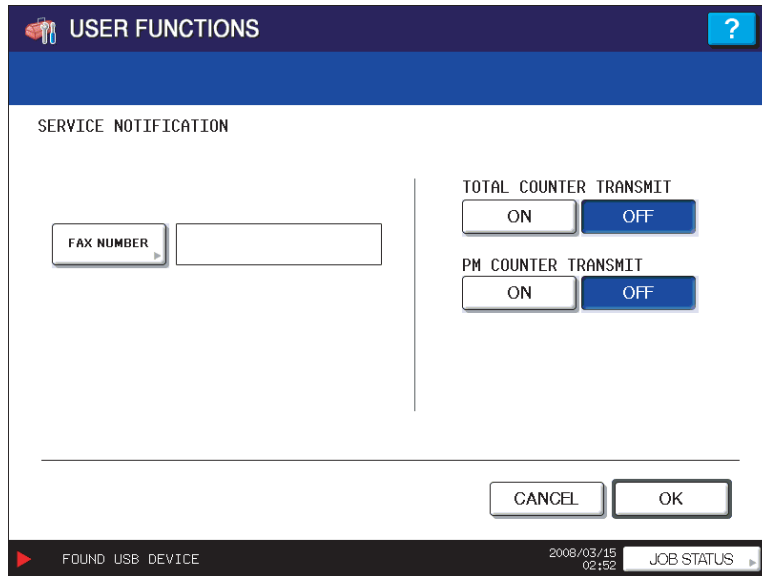 USER FUNCTIONS
?
SERVICE NOTIFICATION
FAX NUMBER
TOTAL COUNTER TRANSMIT
ON OFF
PM COUNTER TRANSMIT
ON OFF
CANCEL OK
FOUND USB DEVICE
2008/03/15
02:52
JOB STATUS